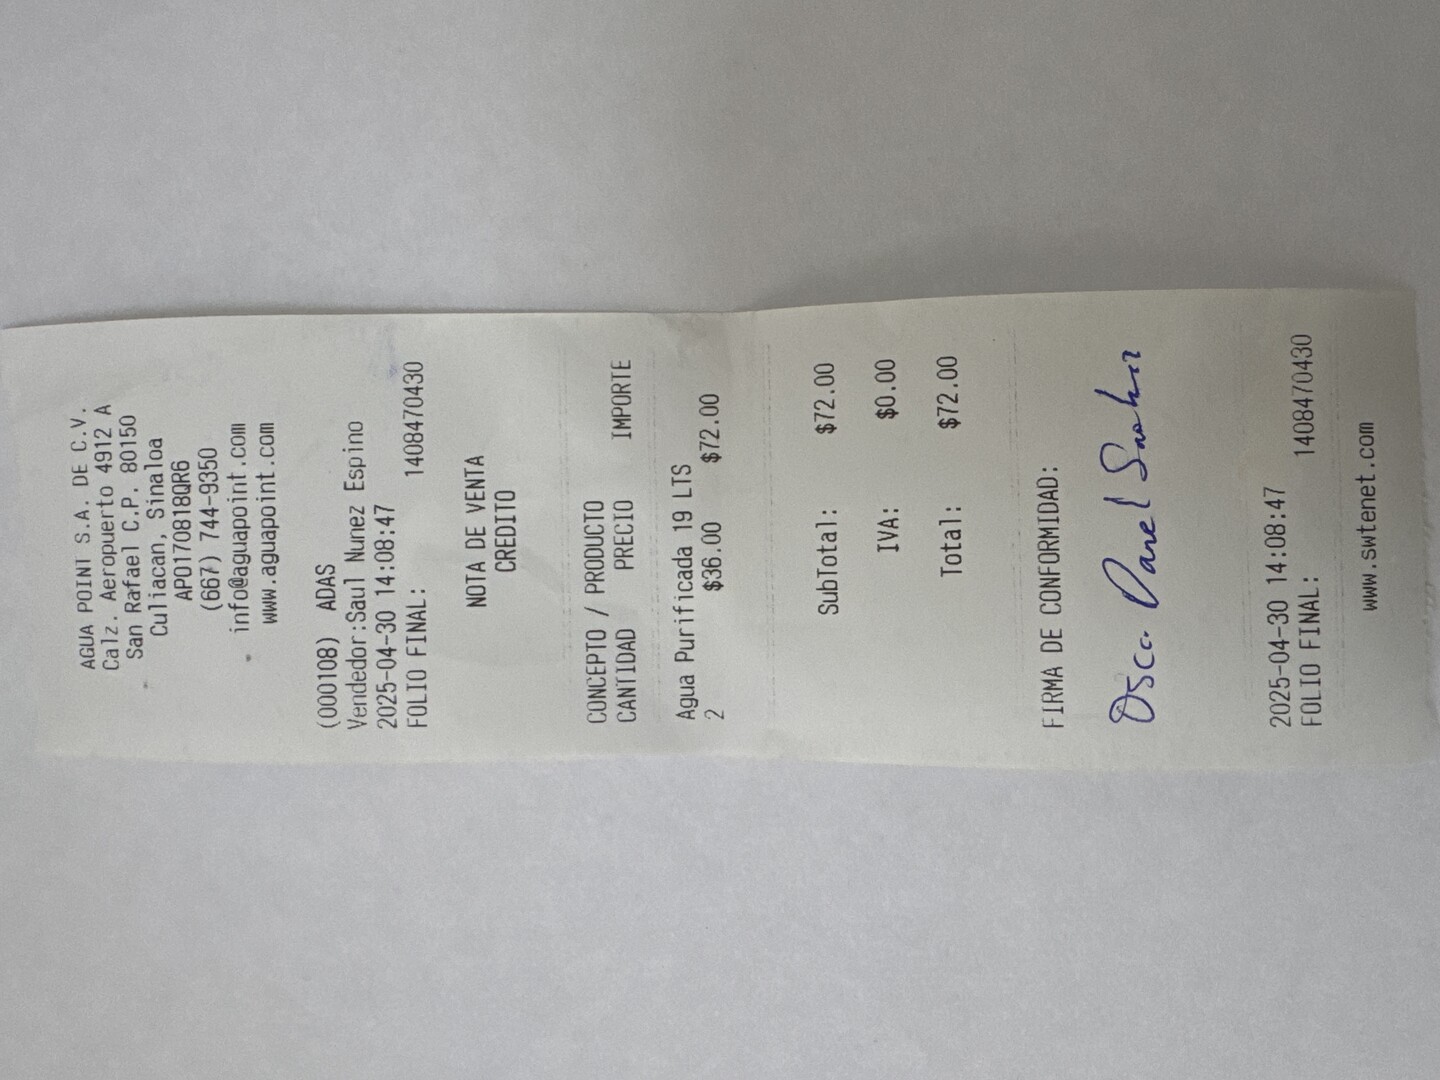 AGUA POINT S.A. DE C.V.
Calz. Aeropuerto 4912 A
San Rafael C.P. 80150
Culiacan, Sinaloa
APO170818QR6
(667) 744-9350
info@aguapoint.com
www.aguapoint.com
(000108) ADAS
Vendedor:Saul Nunez Espino
2025-04-30 14:08:47
FOLIO FINAL: 1408470430
NOTA DE VENTA
CREDITO
CONCEPTO / PRODUCTO
CANTIDAD PRECIO IMPORTE
Agua Purificada 19 LTS
2 $36.00 $72.00
SubTotal: $72.00
IVA: $0.00
Total: $72.00
FIRMA DE CONFORMIDAD:
2025-04-30 14:08:47
FOLIO FINAL: 1408470430
www.swtenet.com